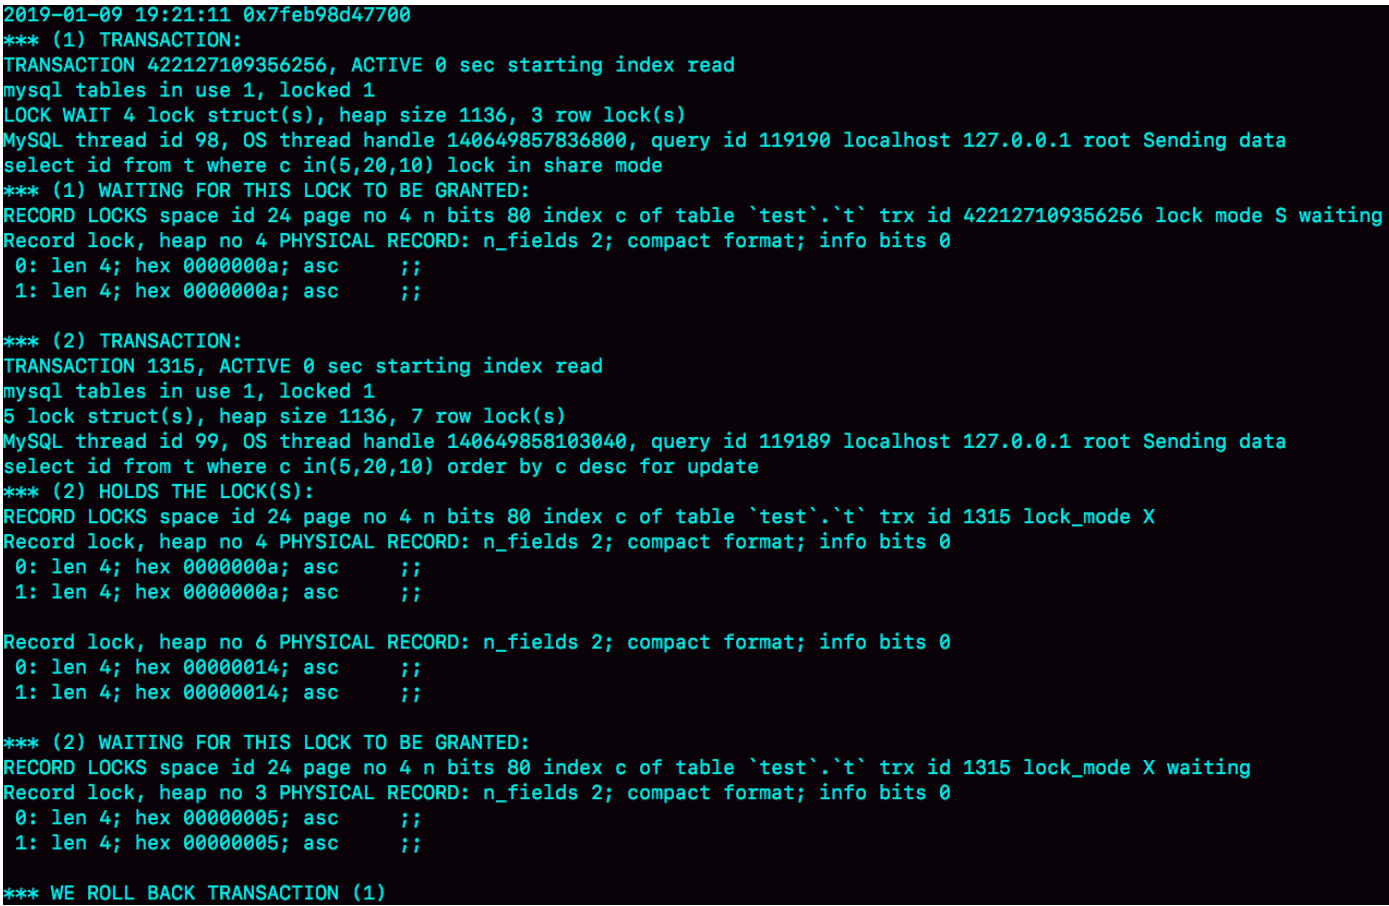 2019-01-09 19:21:11 0x7feb98d47700
*** (1) TRANSACTION:
TRANSACTION 422127109356256, ACTIVE 0 sec starting index read
mysql tables in use 1, locked 1
LOCK WAIT 4 lock struct(s), heap size 1136, 3 row lock(s)
MySQL thread id 98, OS thread handle 140649857836800, query id 119190 localhost 127.0.0.1 root Sending data
select id from t where c in(5,20,10) lock in share mode
*** (1) WAITING FOR THIS LOCK TO BE GRANTED:
RECORD LOCKS space id 24 page no 4 n bits 80 index c of table `test`.`t` trx id 422127109356256 lock mode S waiting
Record lock, heap no 4 PHYSICAL RECORD: n_fields 2; compact format; info bits 0
 0: len 4; hex 0000000a; asc     ;;
 1: len 4; hex 0000000a; asc     ;;

*** (2) TRANSACTION:
TRANSACTION 1315, ACTIVE 0 sec starting index read
mysql tables in use 1, locked 1
5 lock struct(s), heap size 1136, 7 row lock(s)
MySQL thread id 99, OS thread handle 140649858103040, query id 119189 localhost 127.0.0.1 root Sending data
select id from t where c in(5,20,10) order by c desc for update
*** (2) HOLDS THE LOCK(S):
RECORD LOCKS space id 24 page no 4 n bits 80 index c of table `test`.`t` trx id 1315 lock_mode X
Record lock, heap no 4 PHYSICAL RECORD: n_fields 2; compact format; info bits 0
 0: len 4; hex 0000000a; asc     ;;
 1: len 4; hex 0000000a; asc     ;;

Record lock, heap no 6 PHYSICAL RECORD: n_fields 2; compact format; info bits 0
 0: len 4; hex 00000014; asc     ;;
 1: len 4; hex 00000014; asc     ;;

*** (2) WAITING FOR THIS LOCK TO BE GRANTED:
RECORD LOCKS space id 24 page no 4 n bits 80 index c of table `test`.`t` trx id 1315 lock_mode X waiting
Record lock, heap no 3 PHYSICAL RECORD: n_fields 2; compact format; info bits 0
 0: len 4; hex 00000005; asc     ;;
 1: len 4; hex 00000005; asc     ;;

*** WE ROLL BACK TRANSACTION (1)